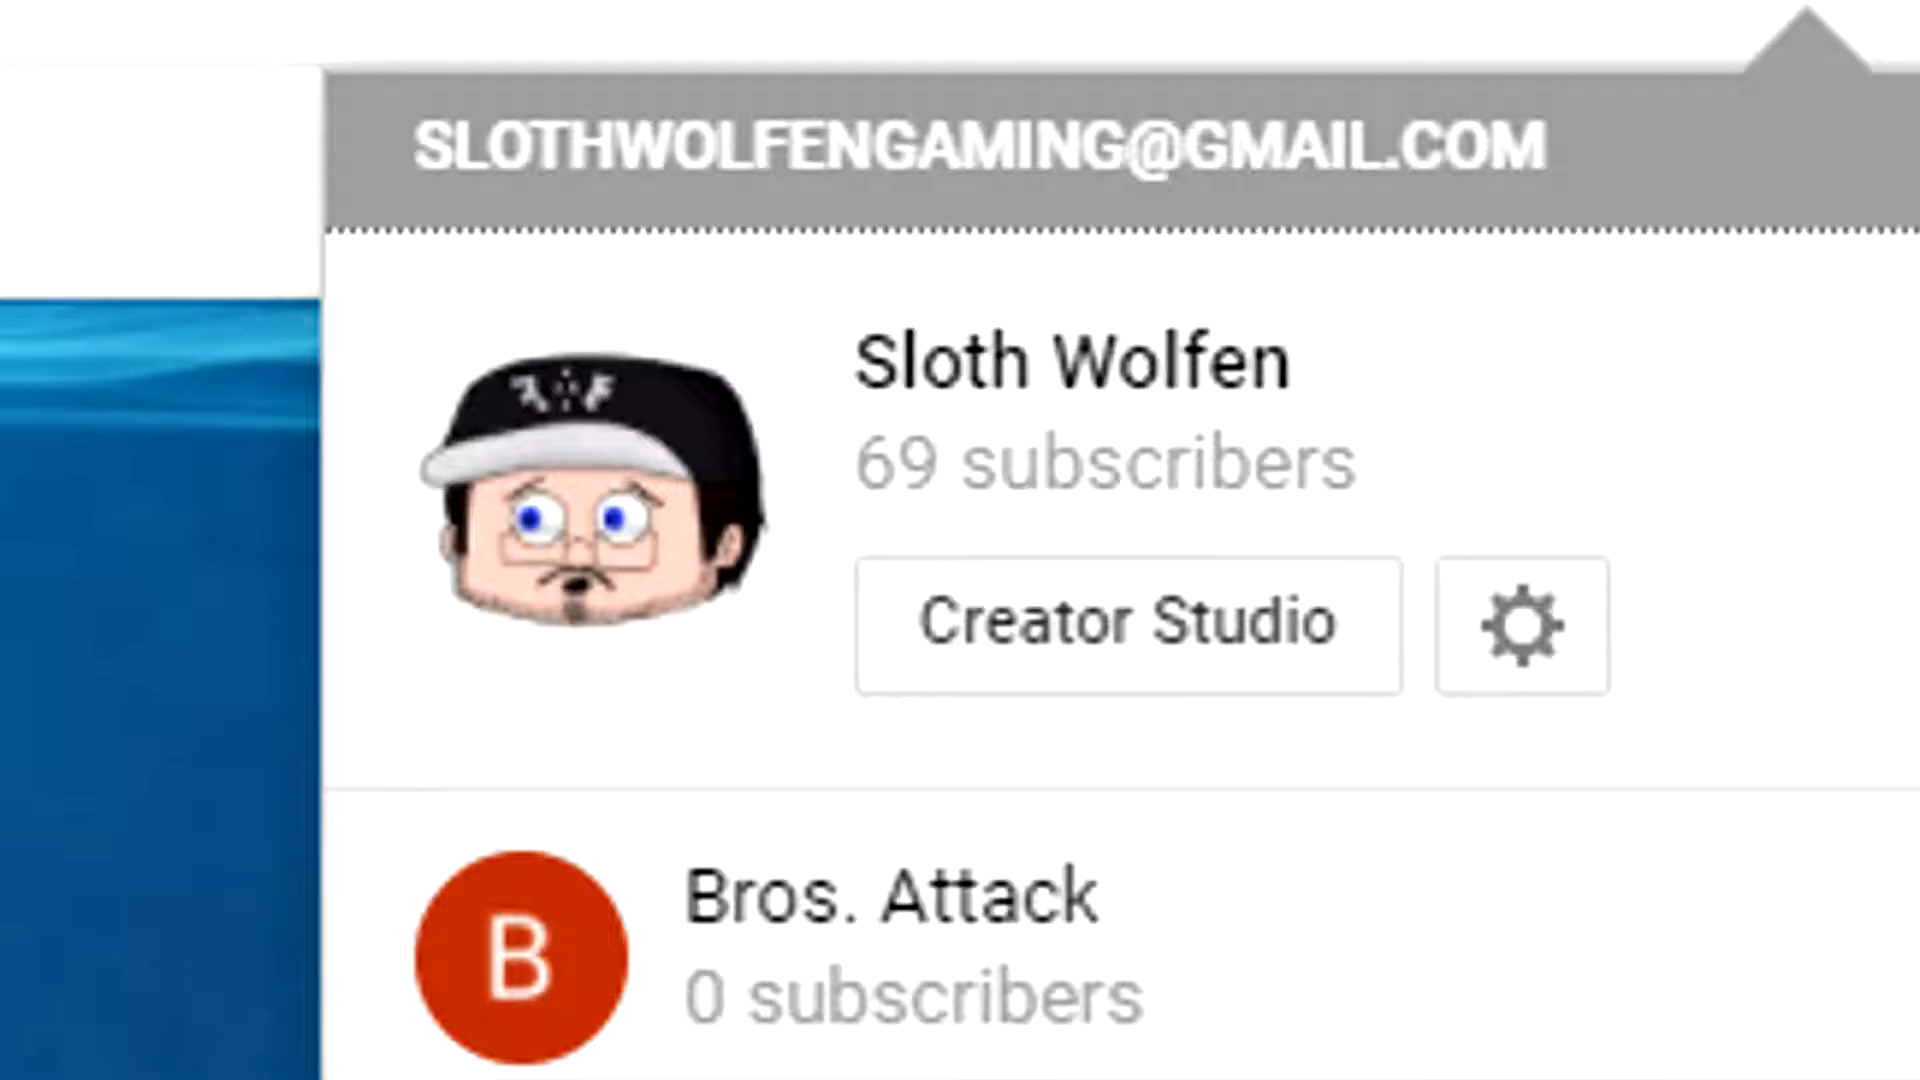 SLOTHWOLFENGAMING@GMAIL.COM
Sloth Wolfen
69 subscribers
Creator Studio
Bros. Attack
B
0 subscribers